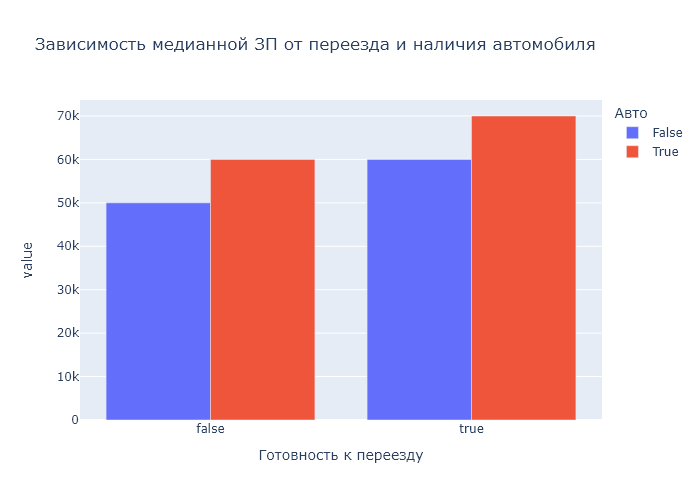 Зависимость медианной ЗП от переезда и наличия автомобиля
Авто
False
True
value
70k
60k
50k
40k
30k
20k
10k
0
false
true
Готовность к переезду